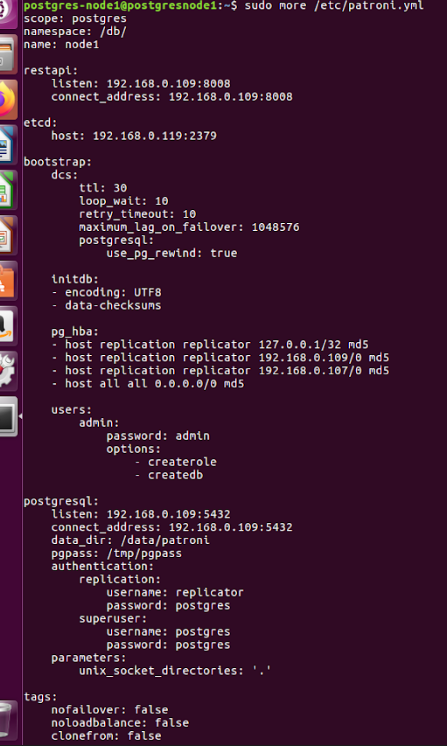 postgres-node1@postgresnode1:~$ sudo more /etc/patroni.yml
scope: postgres
namespace: /db/
name: node1

restapi:
    listen: 192.168.0.109:8008
    connect_address: 192.168.0.109:8008

etcd:
    host: 192.168.0.119:2379

bootstrap:
    dcs:
        ttl: 30
        loop_wait: 10
        retry_timeout: 10
        maximum_lag_on_failover: 1048576
        postgresql:
            use_pg_rewind: true

    initdb:
    - encoding: UTF8
    - data-checksums

    pg_hba:
    - host replication replicator 127.0.0.1/32 md5
    - host replication replicator 192.168.0.109/0 md5
    - host replication replicator 192.168.0.107/0 md5
    - host all all 0.0.0.0/0 md5

    users:
        admin:
            password: admin
            options:
                - createrole
                - createdb

postgresql:
    listen: 192.168.0.109:5432
    connect_address: 192.168.0.109:5432
    data_dir: /data/patroni
    pgpass: /tmp/pgpass
    authentication:
        replication:
            username: replicator
            password: postgres
        superuser:
            username: postgres
            password: postgres
    parameters:
        unix_socket_directories: '.'

tags:
    nofailover: false
    noloadbalance: false
    clonefrom: false